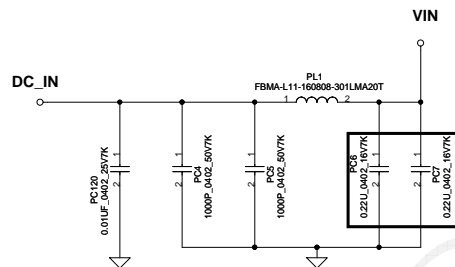 VIN
DC_IN
PL1
FBMA-L11-160808-301LMA20T
1 2
1
2
PC120
0.01UF_0402_25V7K
1
2
PC4
1000P_0402_50V7K
1
2
PC5
1000P_0402_50V7K
1
2
PC6
0.22U_0402_16V7K
1
2
PC7
0.22U_0402_16V7K